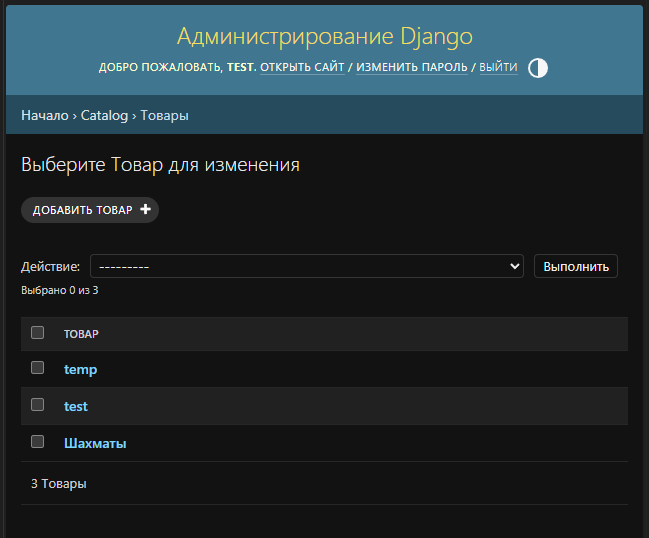 Администрирование Django
ДОБРО ПОЖАЛОВАТЬ, TEST. ОТКРЫТЬ САЙТ / ИЗМЕНИТЬ ПАРОЛЬ / ВЫЙТИ
Начало › Catalog › Товары
Выберите Товар для изменения
ДОБАВИТЬ ТОВАР +
Действие: --------- Выполнить
Выбрано 0 из 3
ТОВАР
temp
test
Шахматы
3 Товары